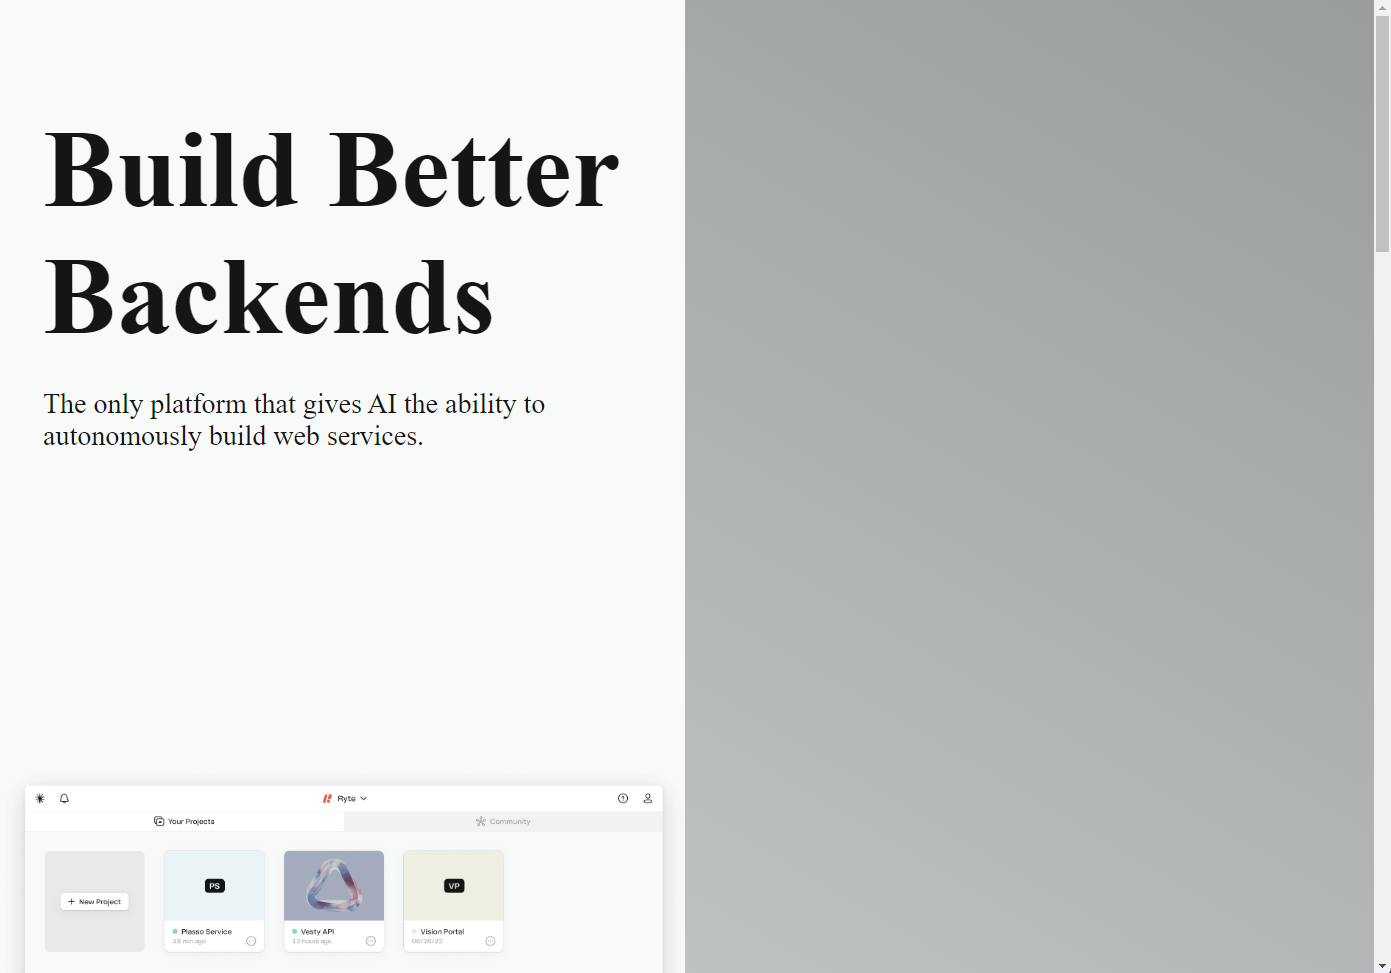 Build Better
Backends
The only platform that gives AI the ability to
autonomously build web services.
Ryte
Your Projects
Community
+ New Project
PS
VP
Plasso Service
28 min ago
Vesty API
13 hours ago
Vision Portal
06/26/23